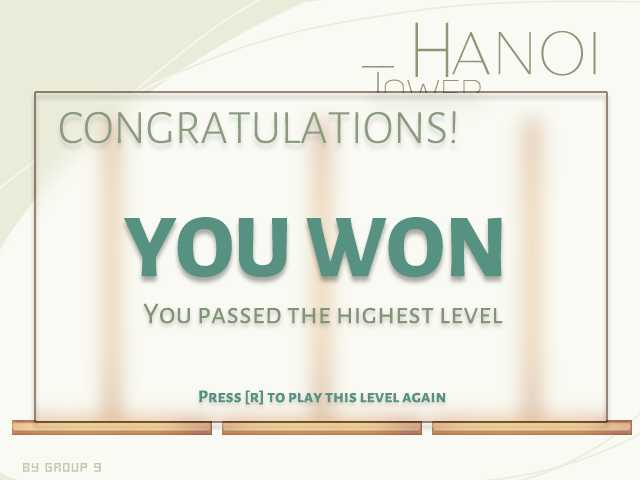 HANOI
TOWER
CONGRATULATIONS!
YOU WON
YOU PASSED THE HIGHEST LEVEL
PRESS [R] TO PLAY THIS LEVEL AGAIN
BY GROUP 9